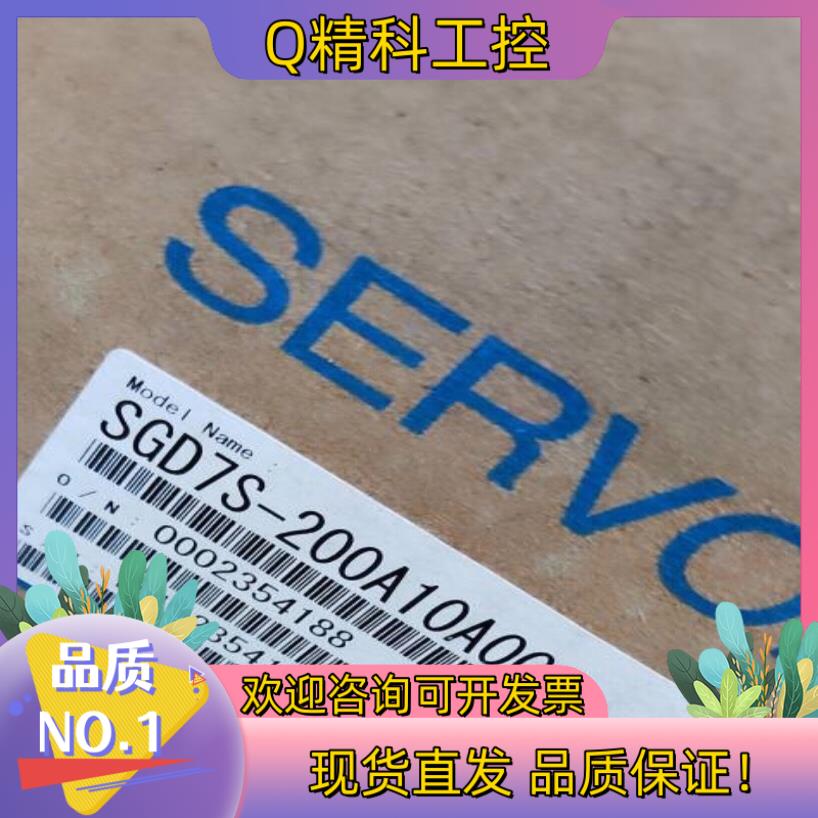 Q精科工控
SERVO
Model Name :
SGD7S-200A10A00
O/N: 0002354188
S
23541
品质
NO.1
欢迎咨询可开发票
现货直发 品质保证！